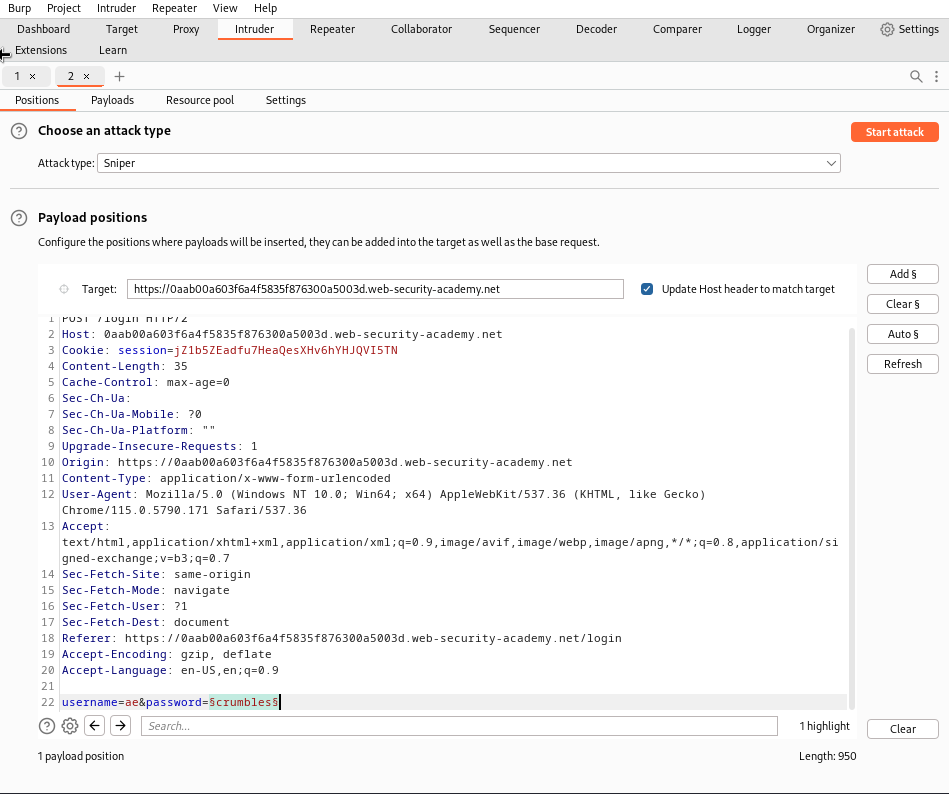 Burp Project Intruder Repeater View Help
Dashboard Target Proxy Intruder Repeater Collaborator Sequencer Decoder Comparer Logger Organizer Settings
Extensions Learn
1 × 2 × +
Positions Payloads Resource pool Settings
? Choose an attack type
Start attack
Attack type: Sniper
? Payload positions
Configure the positions where payloads will be inserted, they can be added into the target as well as the base request.
Add §
Target: https://0aab00a603f6a4f5835f876300a5003d.web-security-academy.net Update Host header to match target
Clear §
Auto §
Refresh
1 POST /login HTTP/2
2 Host: 0aab00a603f6a4f5835f876300a5003d.web-security-academy.net
3 Cookie: session=jZ1b5ZEadfu7HeaQesXHv6hYHJQVI5TN
4 Content-Length: 35
5 Cache-Control: max-age=0
6 Sec-Ch-Ua:
7 Sec-Ch-Ua-Mobile: ?0
8 Sec-Ch-Ua-Platform: ""
9 Upgrade-Insecure-Requests: 1
10 Origin: https://0aab00a603f6a4f5835f876300a5003d.web-security-academy.net
11 Content-Type: application/x-www-form-urlencoded
12 User-Agent: Mozilla/5.0 (Windows NT 10.0; Win64; x64) AppleWebKit/537.36 (KHTML, like Gecko)
Chrome/115.0.5790.171 Safari/537.36
13 Accept:
text/html,application/xhtml+xml,application/xml;q=0.9,image/avif,image/webp,image/apng,*/*;q=0.8,application/si
gned-exchange;v=b3;q=0.7
14 Sec-Fetch-Site: same-origin
15 Sec-Fetch-Mode: navigate
16 Sec-Fetch-User: ?1
17 Sec-Fetch-Dest: document
18 Referer: https://0aab00a603f6a4f5835f876300a5003d.web-security-academy.net/login
19 Accept-Encoding: gzip, deflate
20 Accept-Language: en-US,en;q=0.9
21
22 username=ae&password=§crumbles§
? Search... 1 highlight Clear
1 payload position Length: 950